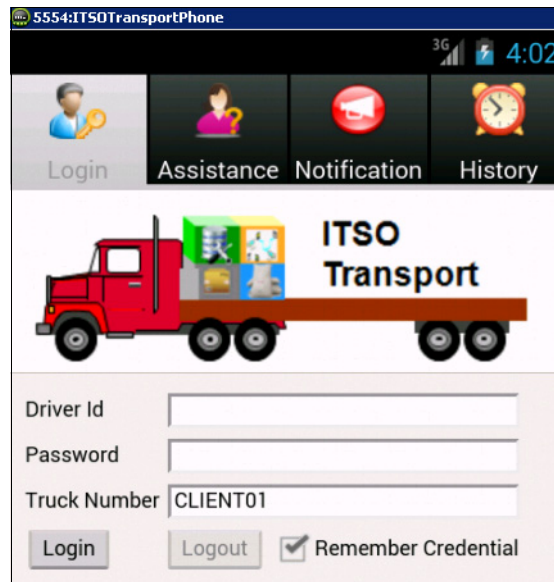 5554:ITSOTransportPhone
3G 4:02
Login Assistance Notification History
ITSO
Transport
Driver Id
Password
Truck Number CLIENT01
Login Logout Remember Credential